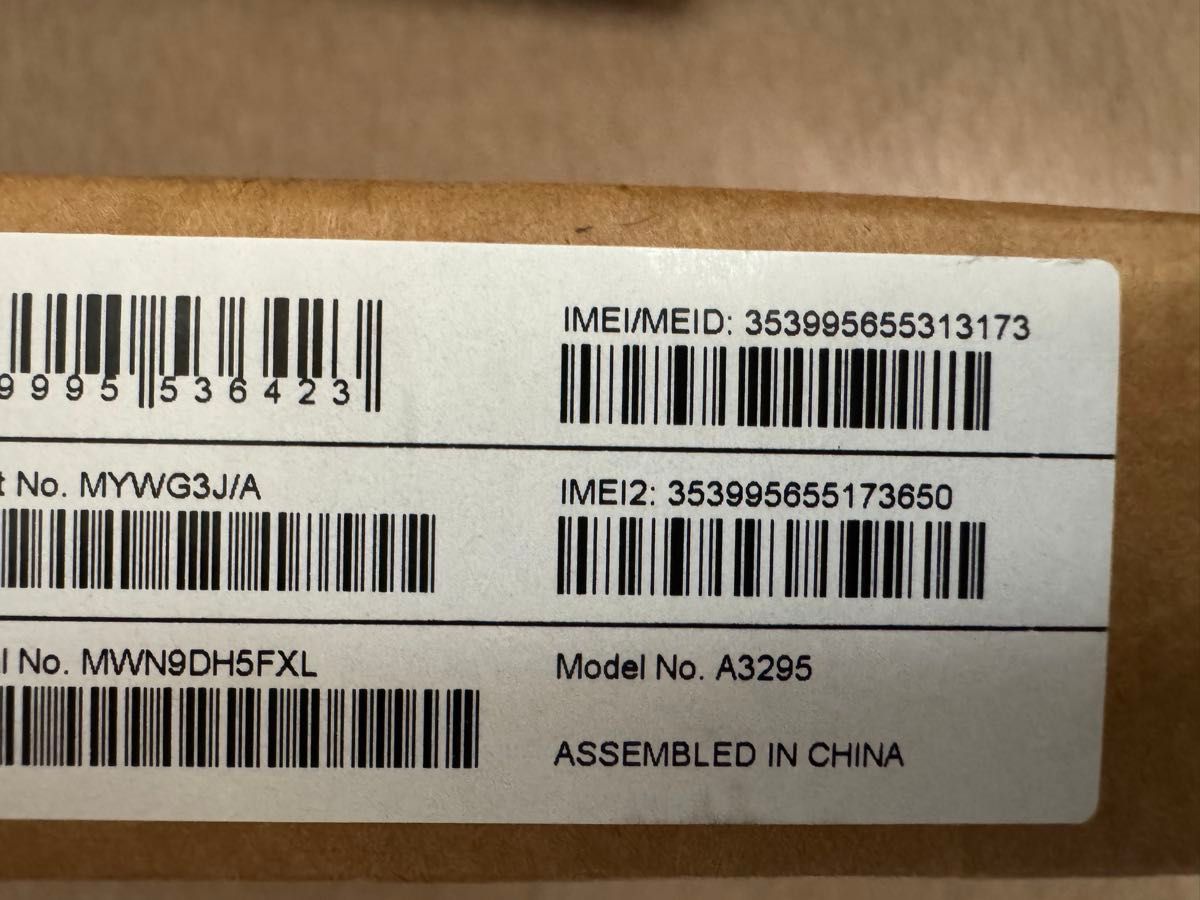 9995 536423
IMEI/MEID: 353995655313173
t No. MYWG3J/A
IMEI2: 353995655173650
l No. MWN9DH5FXL
Model No. A3295
ASSEMBLED IN CHINA